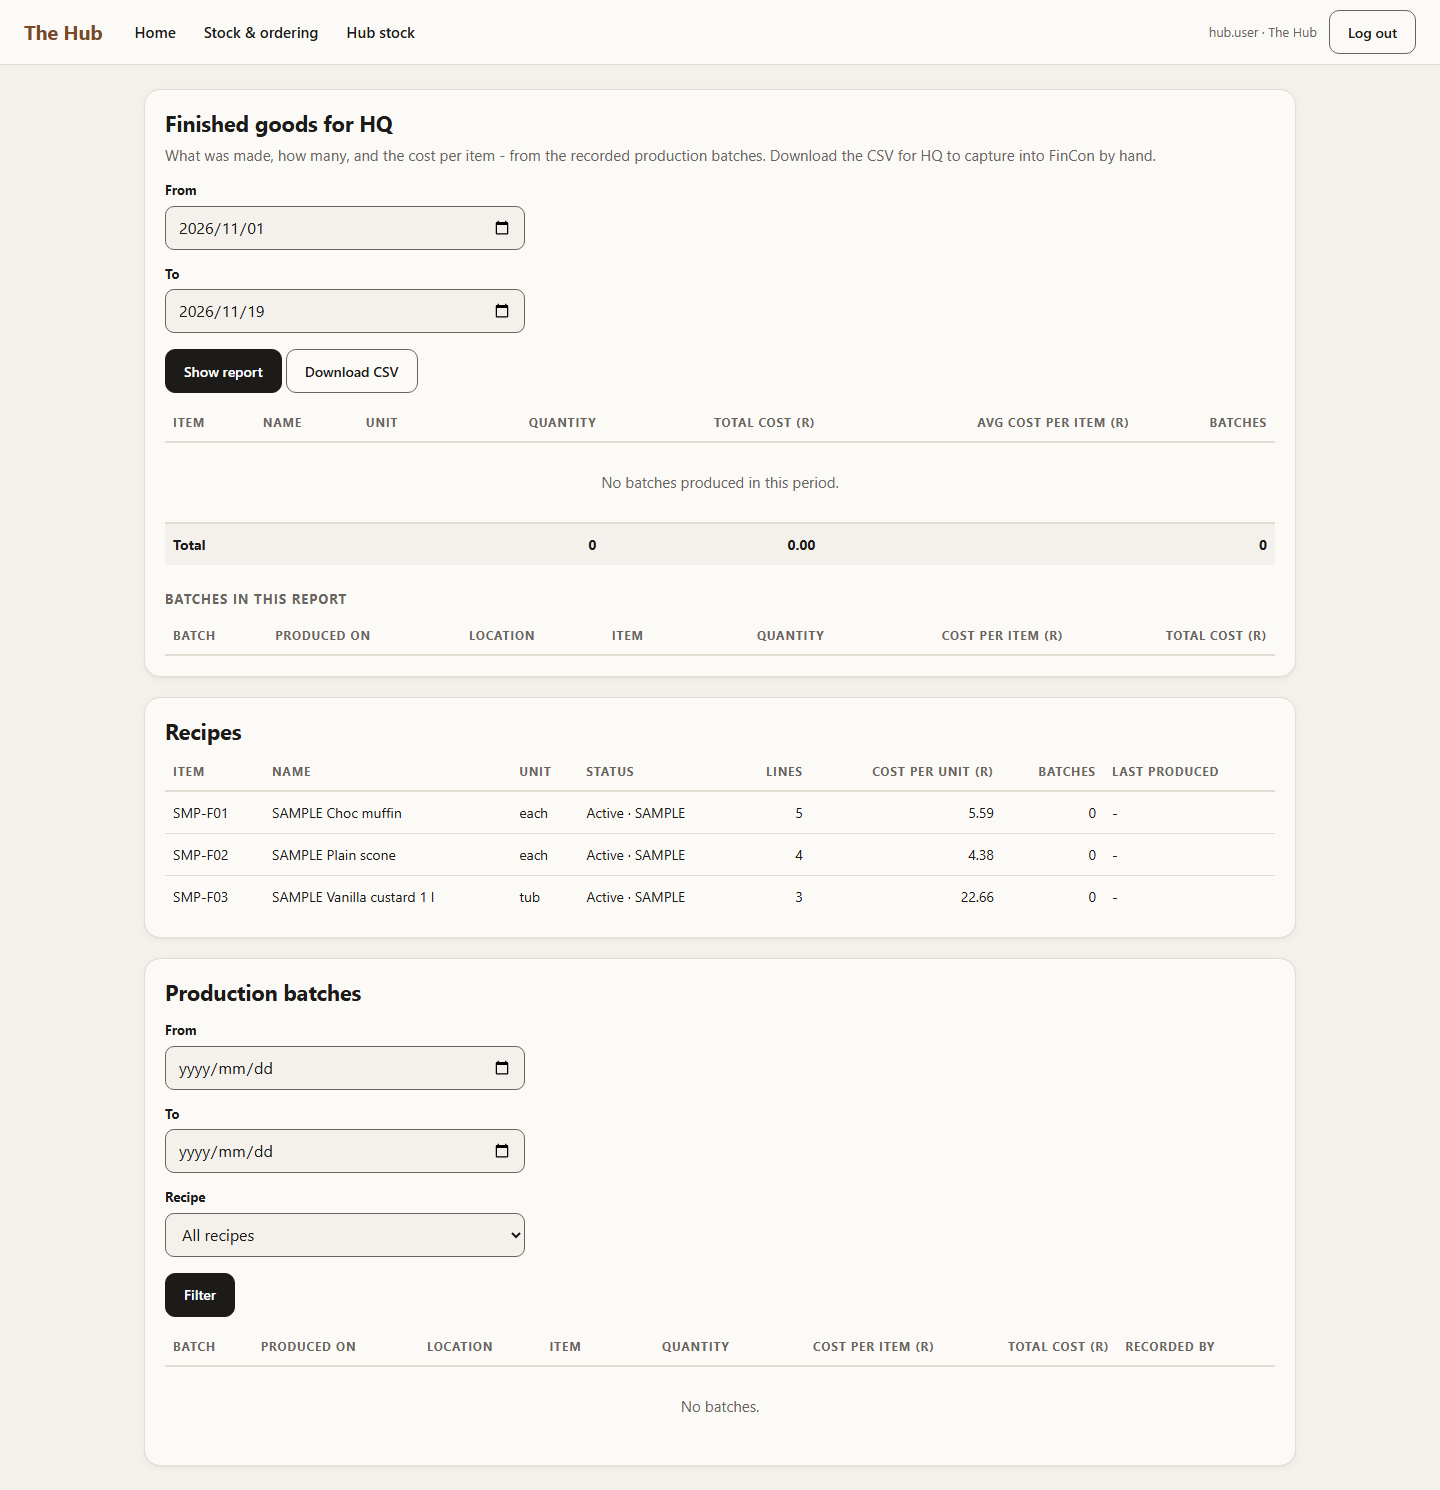 The Hub Home Stock & ordering Hub stock hub.user · The Hub Log out
Finished goods for HQ
What was made, how many, and the cost per item - from the recorded production batches. Download the CSV for HQ to capture into FinCon by hand.
From
2026/11/01
To
2026/11/19
Show report Download CSV
ITEM NAME UNIT QUANTITY TOTAL COST (R) AVG COST PER ITEM (R) BATCHES
No batches produced in this period.
Total 0 0.00 0
BATCHES IN THIS REPORT
BATCH PRODUCED ON LOCATION ITEM QUANTITY COST PER ITEM (R) TOTAL COST (R)
Recipes
ITEM NAME UNIT STATUS LINES COST PER UNIT (R) BATCHES LAST PRODUCED
SMP-F01 SAMPLE Choc muffin each Active · SAMPLE 5 5.59 0 -
SMP-F02 SAMPLE Plain scone each Active · SAMPLE 4 4.38 0 -
SMP-F03 SAMPLE Vanilla custard 1 l tub Active · SAMPLE 3 22.66 0 -
Production batches
From
yyyy/mm/dd
To
yyyy/mm/dd
Recipe
All recipes
Filter
BATCH PRODUCED ON LOCATION ITEM QUANTITY COST PER ITEM (R) TOTAL COST (R) RECORDED BY
No batches.